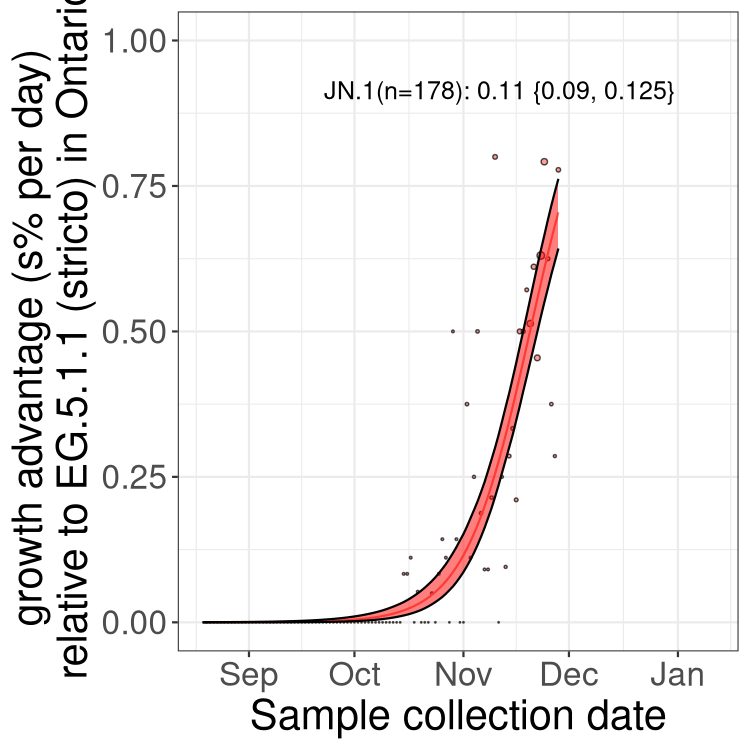 growth advantage (s% per day)
relative to EG.5.1.1 (stricto) in Ontario
1.00
0.75
0.50
0.25
0.00
JN.1(n=178): 0.11 {0.09, 0.125}
Sep Oct Nov Dec Jan
Sample collection date